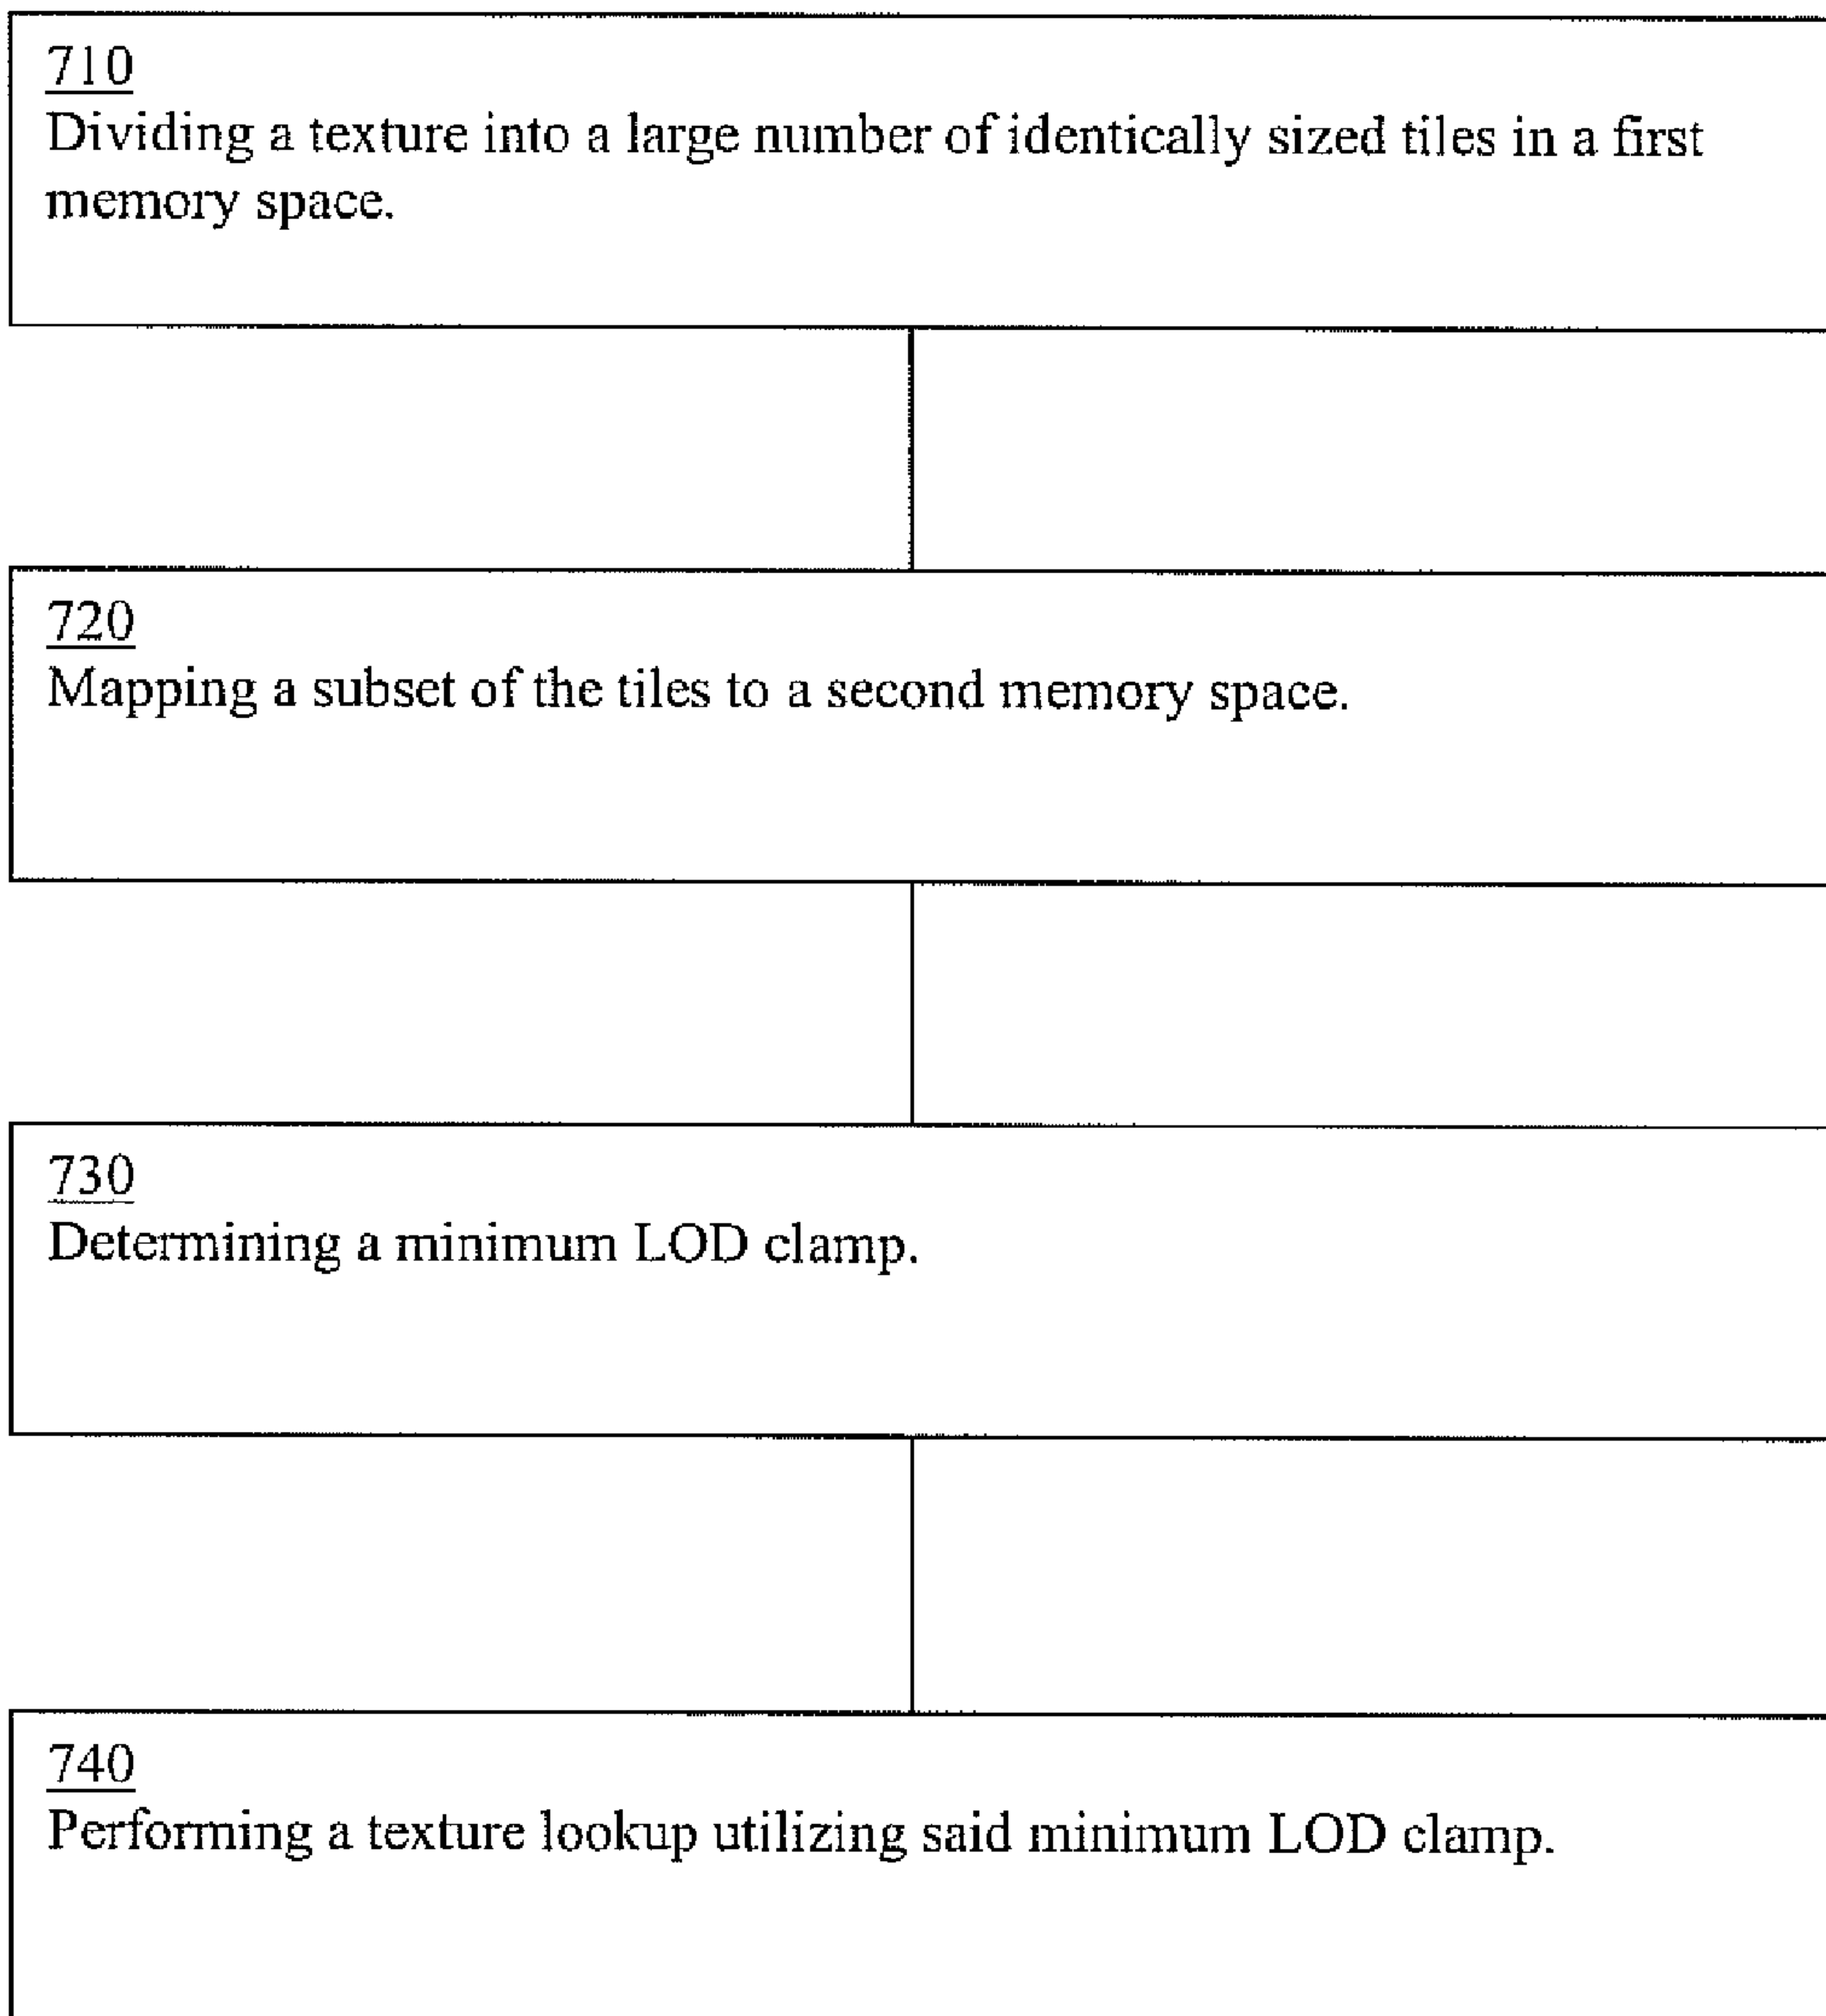 710
Dividing a texture into a large number of identically sized tiles in a first
memory space.
720
Mapping a subset of the tiles to a second memory space.
730
Determining a minimum LOD clamp.
740
Performing a texture lookup utilizing said minimum LOD clamp.